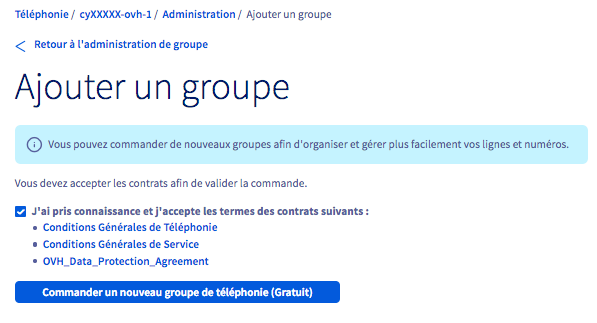 Téléphonie / cyXXXXX-ovh-1 / Administration / Ajouter un groupe
Retour à l'administration de groupe
Ajouter un groupe
Vous pouvez commander de nouveaux groupes afin d'organiser et gérer plus facilement vos lignes et numéros.
Vous devez accepter les contrats afin de valider la commande.
J'ai pris connaissance et j'accepte les termes des contrats suivants :
Conditions Générales de Téléphonie
Conditions Générales de Service
OVH_Data_Protection_Agreement
Commander un nouveau groupe de téléphonie (Gratuit)